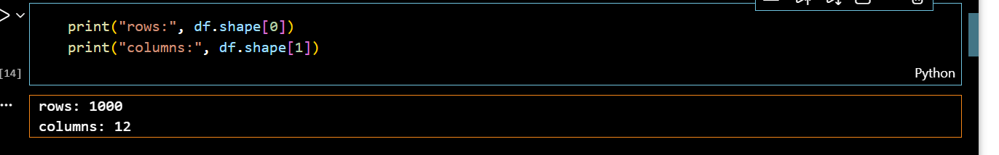 print("rows:", df.shape[0])
print("columns:", df.shape[1])
[14]
Python
rows: 1000
columns: 12